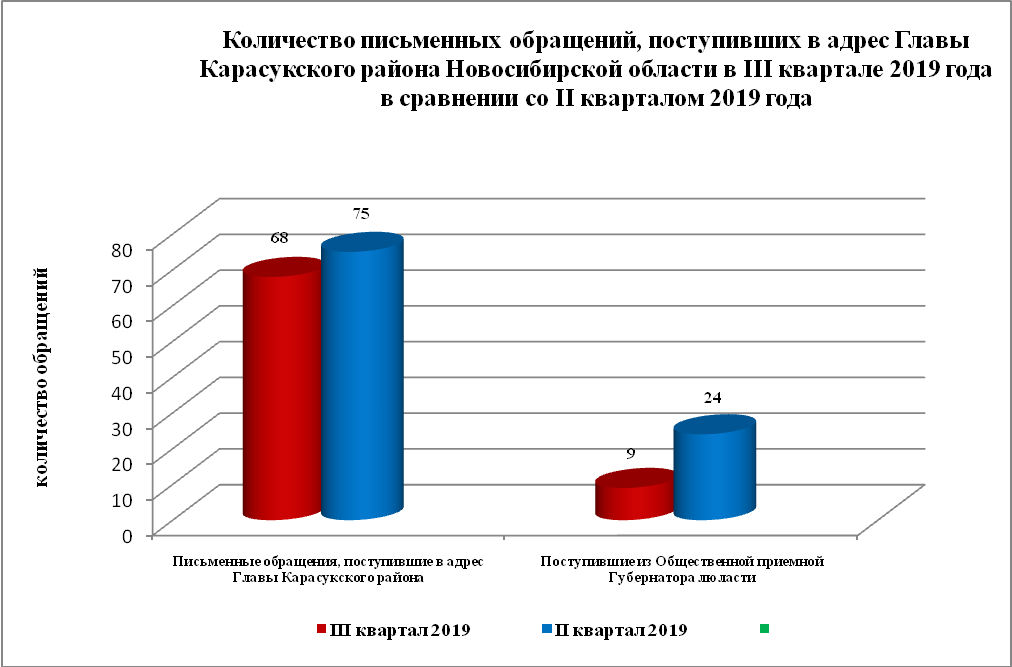 Количество письменных обращений, поступивших в адрес Главы
Карасукского района Новосибирской области в III квартале 2019 года
в сравнении со II кварталом 2019 года
количество обращений
80
70
60
50
40
30
20
10
0
68
75
9
24
Письменные обращения, поступившие в адрес
Главы Карасукского района
Поступившие из Общественной приемной
Губернатора люласти
III квартал 2019
II квартал 2019